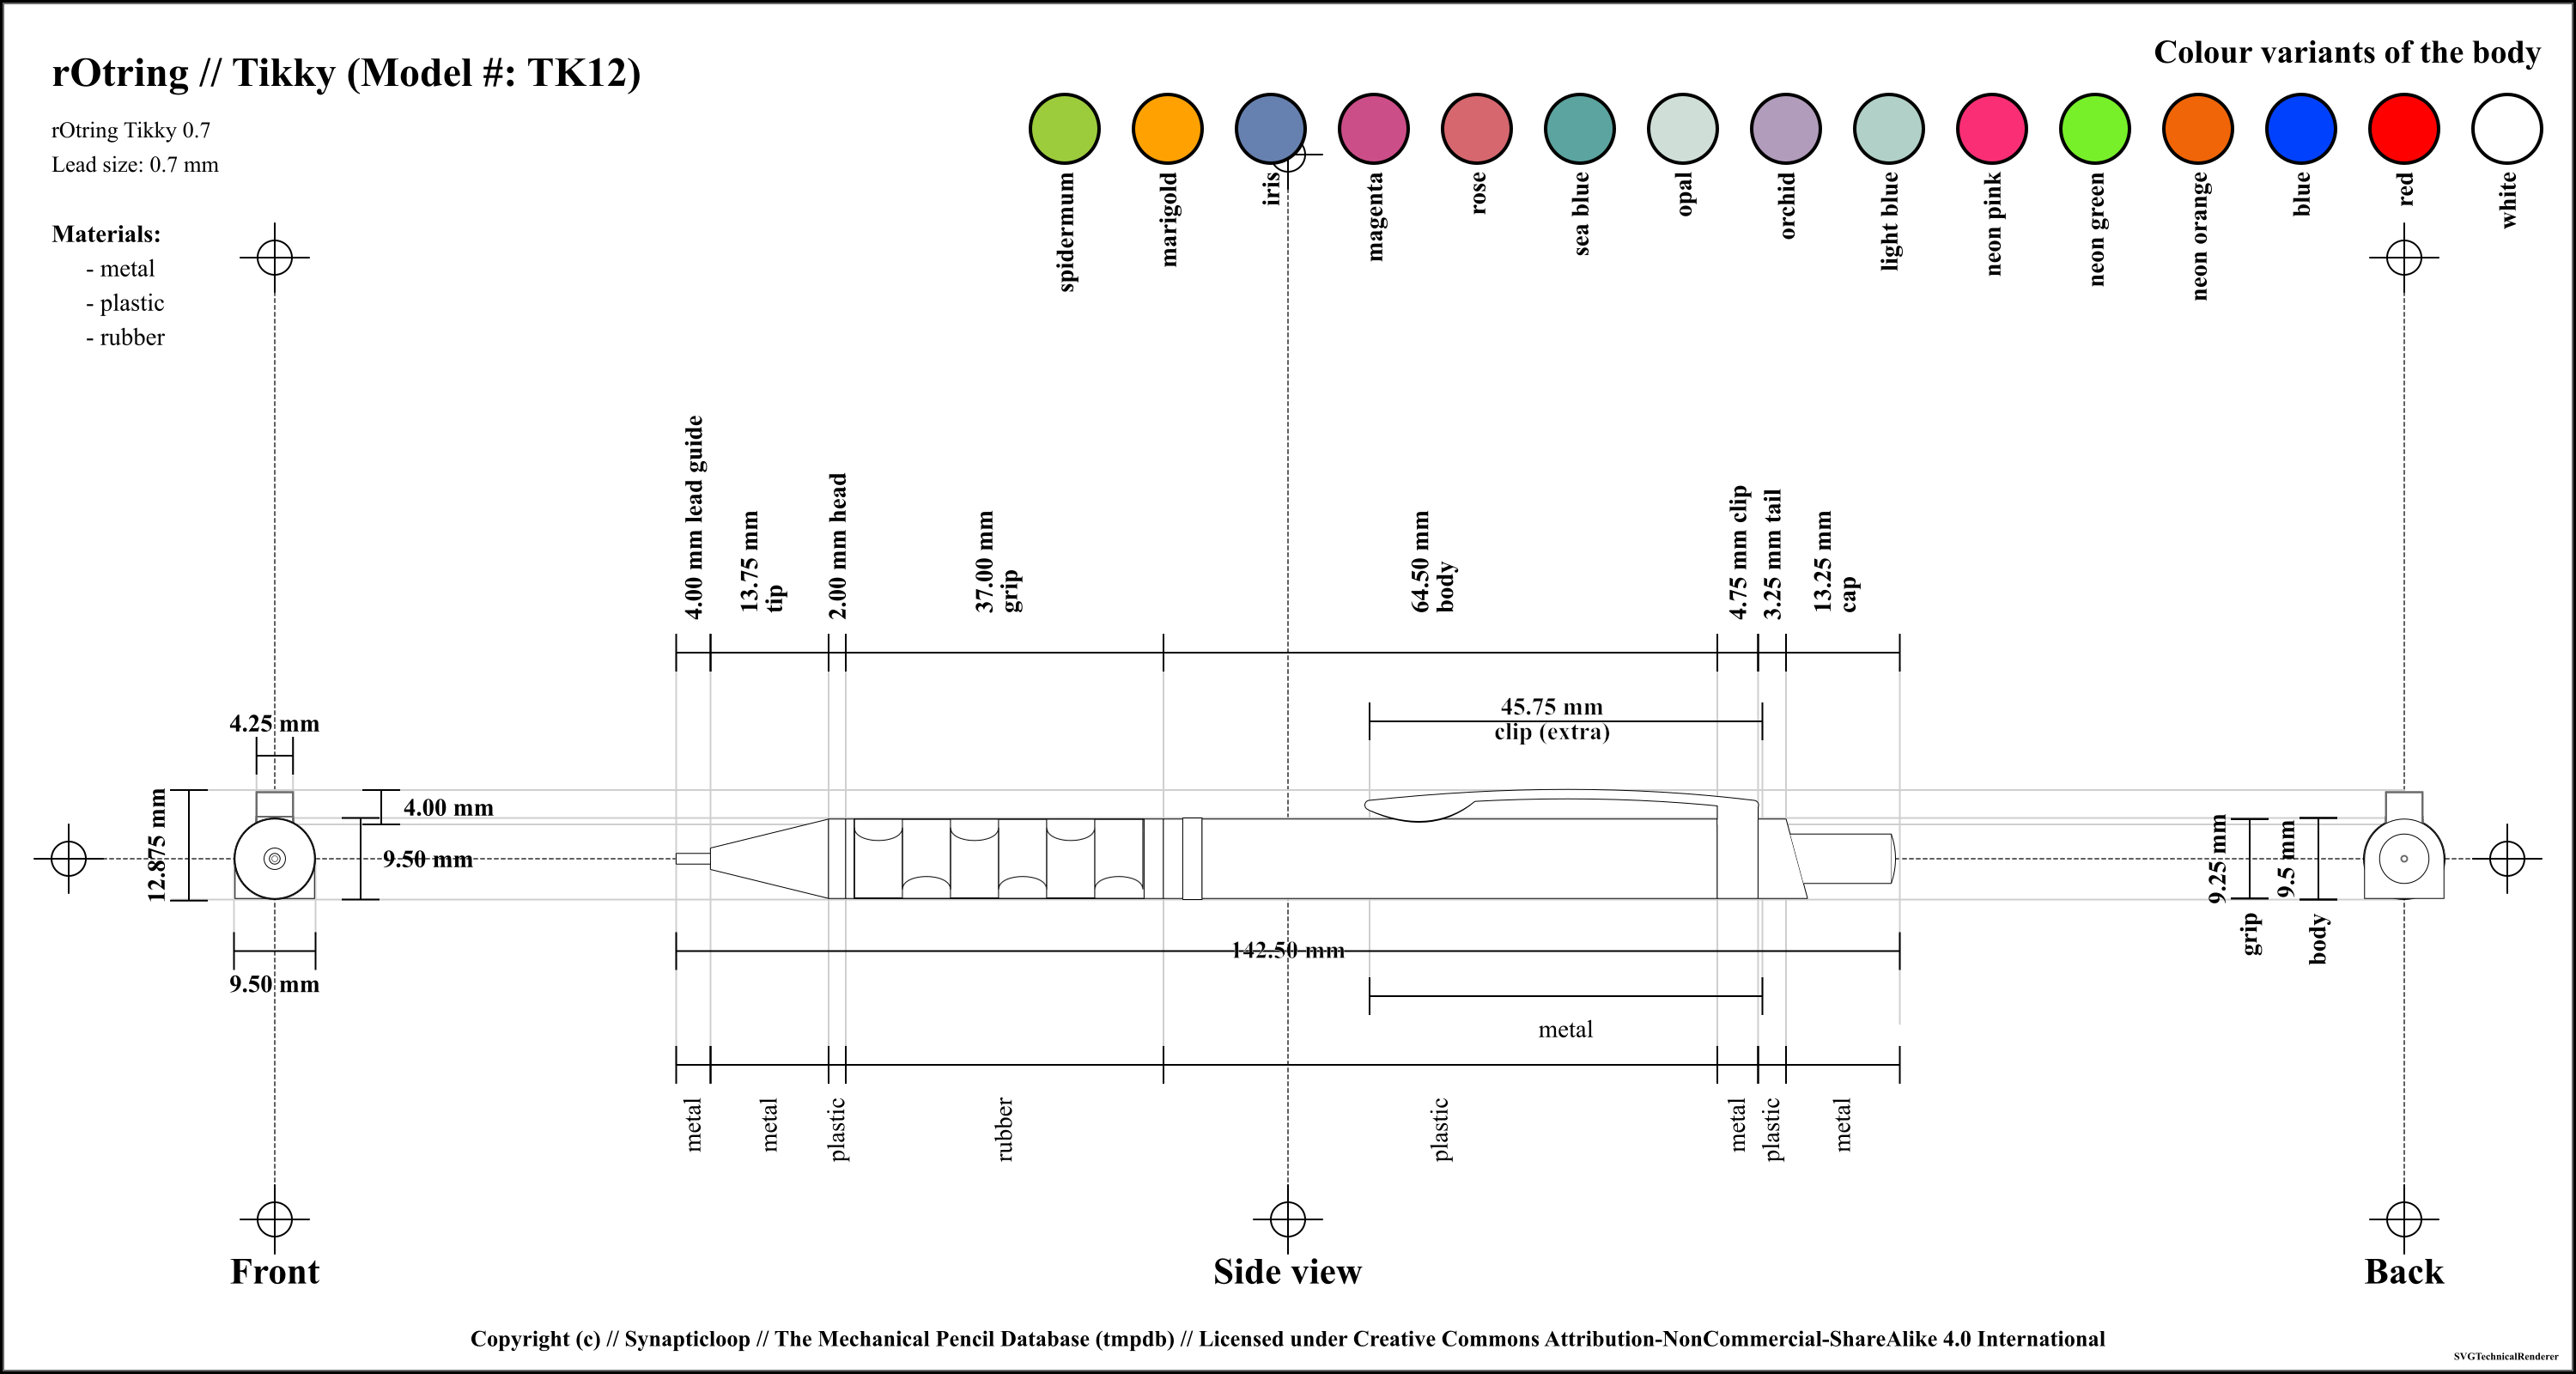 rOtring // Tikky (Model #: TK12)
rOtring Tikky 0.7
Lead size: 0.7 mm
Materials:
- metal
- plastic
- rubber
Colour variants of the body
spidermum
marigold
iris
magenta
rose
sea blue
opal
orchid
light blue
neon pink
neon green
neon orange
blue
red
white
4.00 mm lead guide
13.75 mm
tip
2.00 mm head
37.00 mm
grip
64.50 mm
body
4.75 mm clip
3.25 mm tail
13.25 mm
cap
45.75 mm
clip (extra)
4.25 mm
12.875 mm
4.00 mm
9.50 mm
9.50 mm
142.50 mm
metal
9.25 mm
grip
9.5 mm
body
metal
metal
plastic
rubber
plastic
metal
plastic
metal
Front
Side view
Back
Copyright (c) // Synapticloop // The Mechanical Pencil Database (tmpdb) // Licensed under Creative Commons Attribution-NonCommercial-ShareAlike 4.0 International
SVGTechnicalRenderer